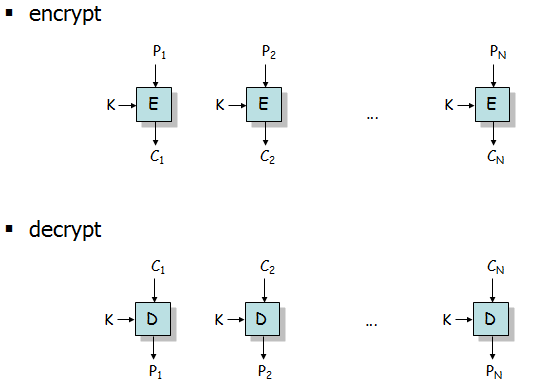 ▪ encrypt
P1 P2 PN
K E K E ... K E
C1 C2 CN
▪ decrypt
C1 C2 CN
K D K D ... K D
P1 P2 PN